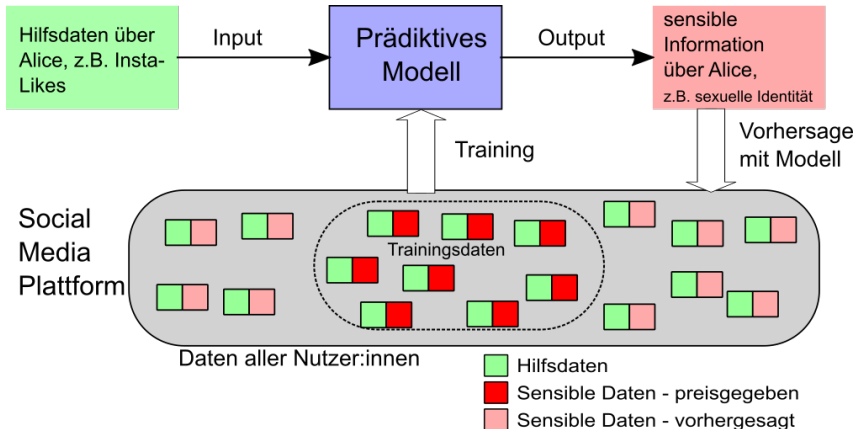 Hilfsdaten über
Alice, z.B. Insta-
Likes
Input
Prädiktives
Modell
Output
sensible
Information
über Alice,
z.B. sexuelle Identität
Training
Vorhersage
mit Modell
Social
Media
Plattform
Trainingsdaten
Daten aller Nutzer:innen
Hilfsdaten
Sensible Daten - preisgegeben
Sensible Daten - vorhergesagt